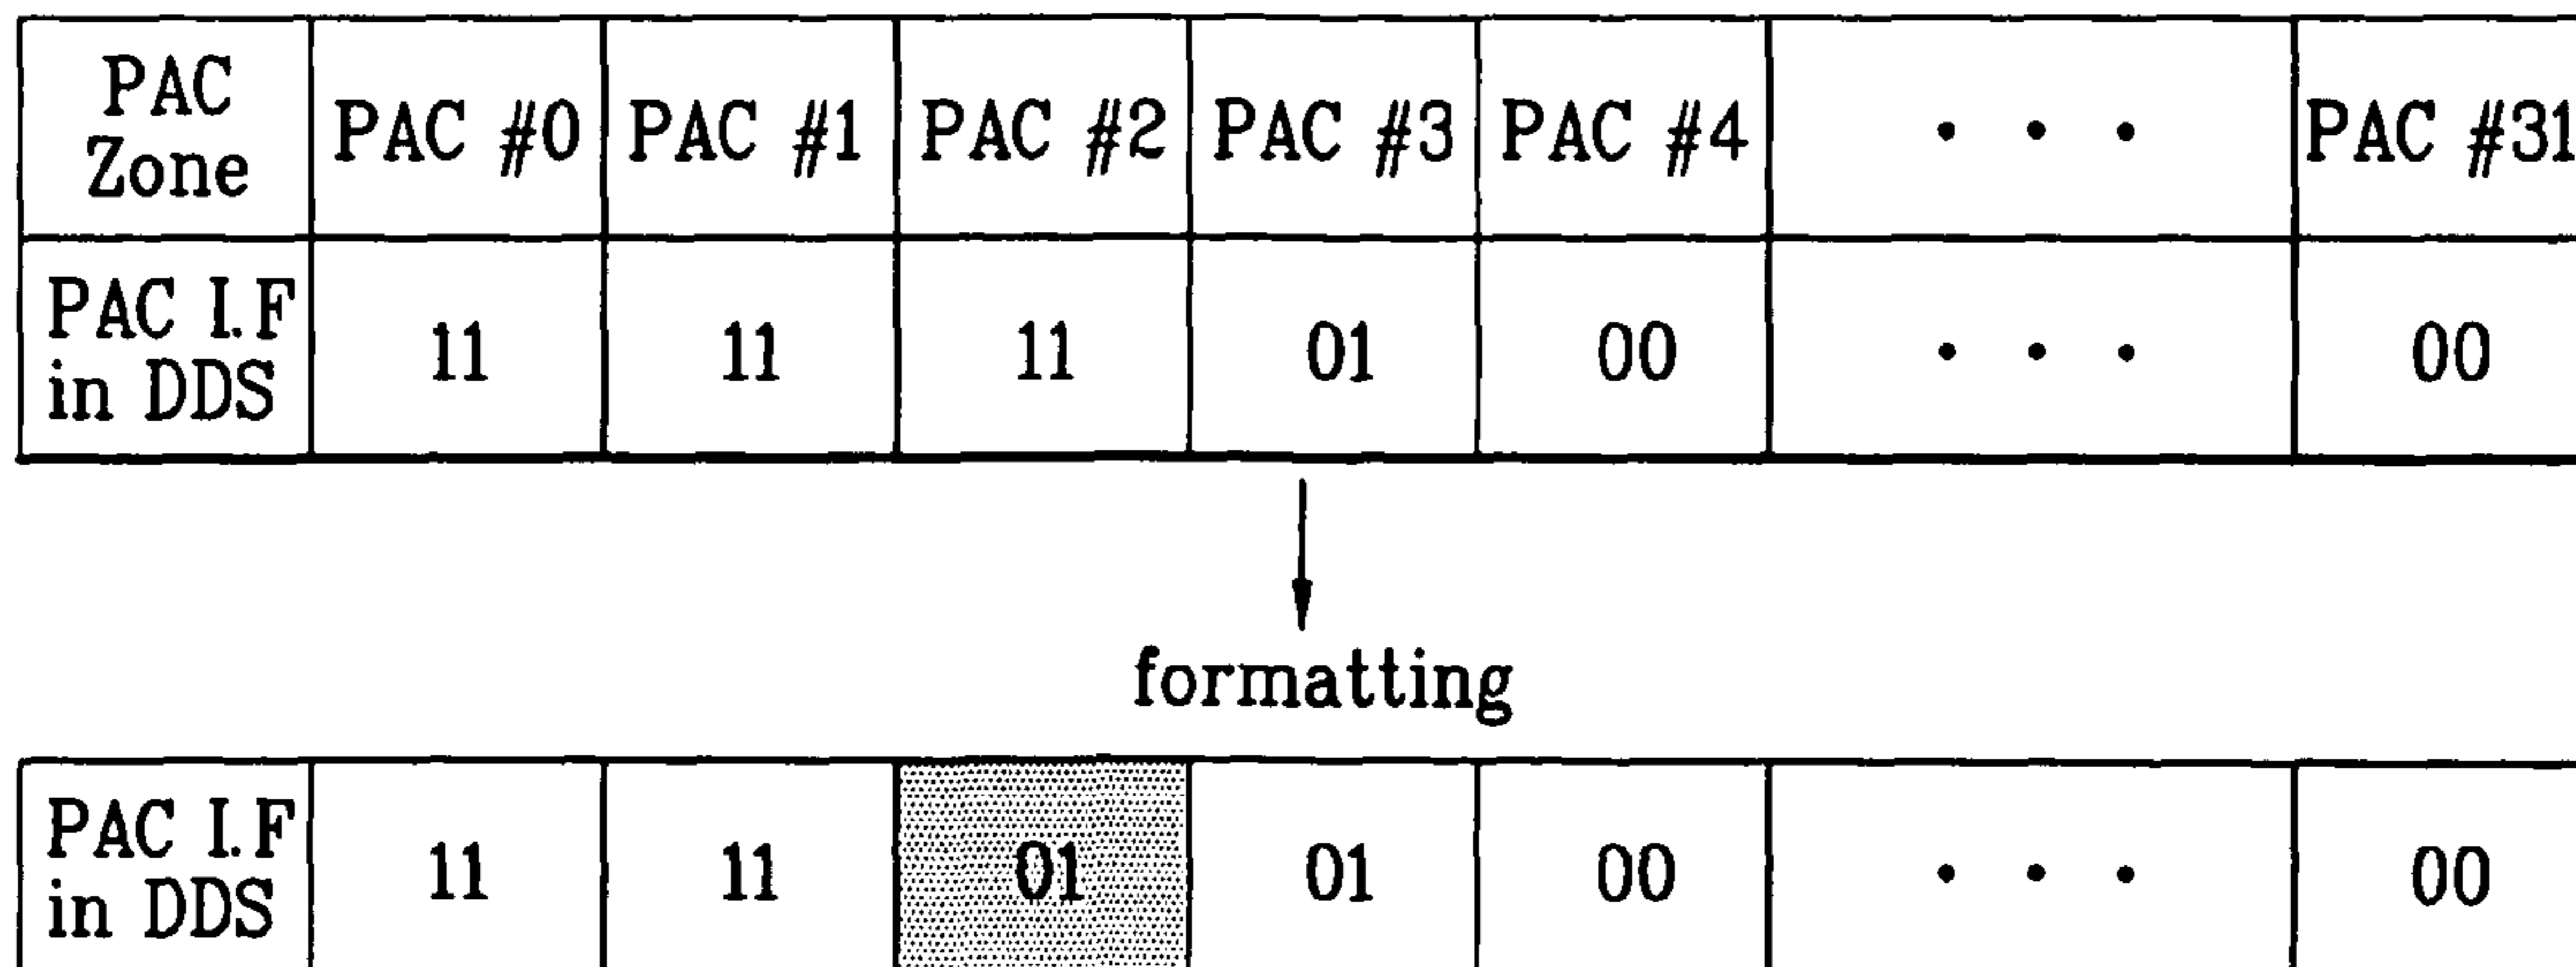 PAC Zone PAC #0 PAC #1 PAC #2 PAC #3 PAC #4 • • • PAC #31
PAC I.F in DDS 11 11 11 01 00 • • • 00
formatting
PAC I.F in DDS 11 11 01 01 00 • • • 00